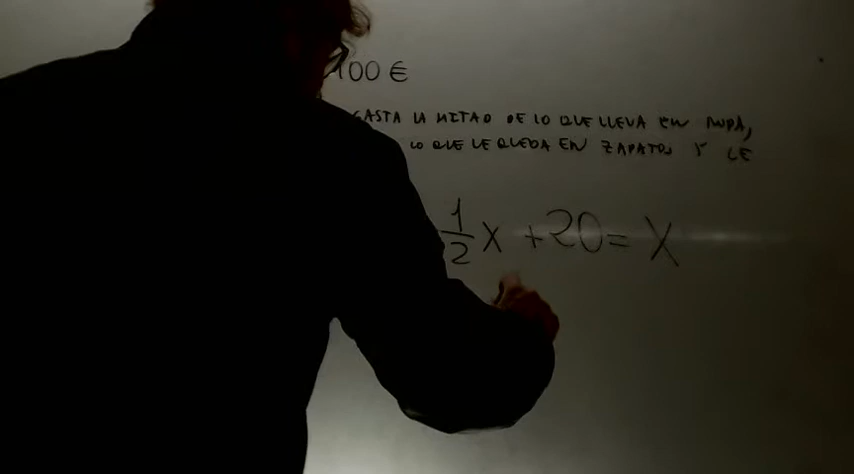 100 €
GASTA LA MITAD DE LO QUE LLEVA EN ROPA,
LO QUE LE QUEDA EN ZAPATOS Y LE
1/2 x + 20 = x